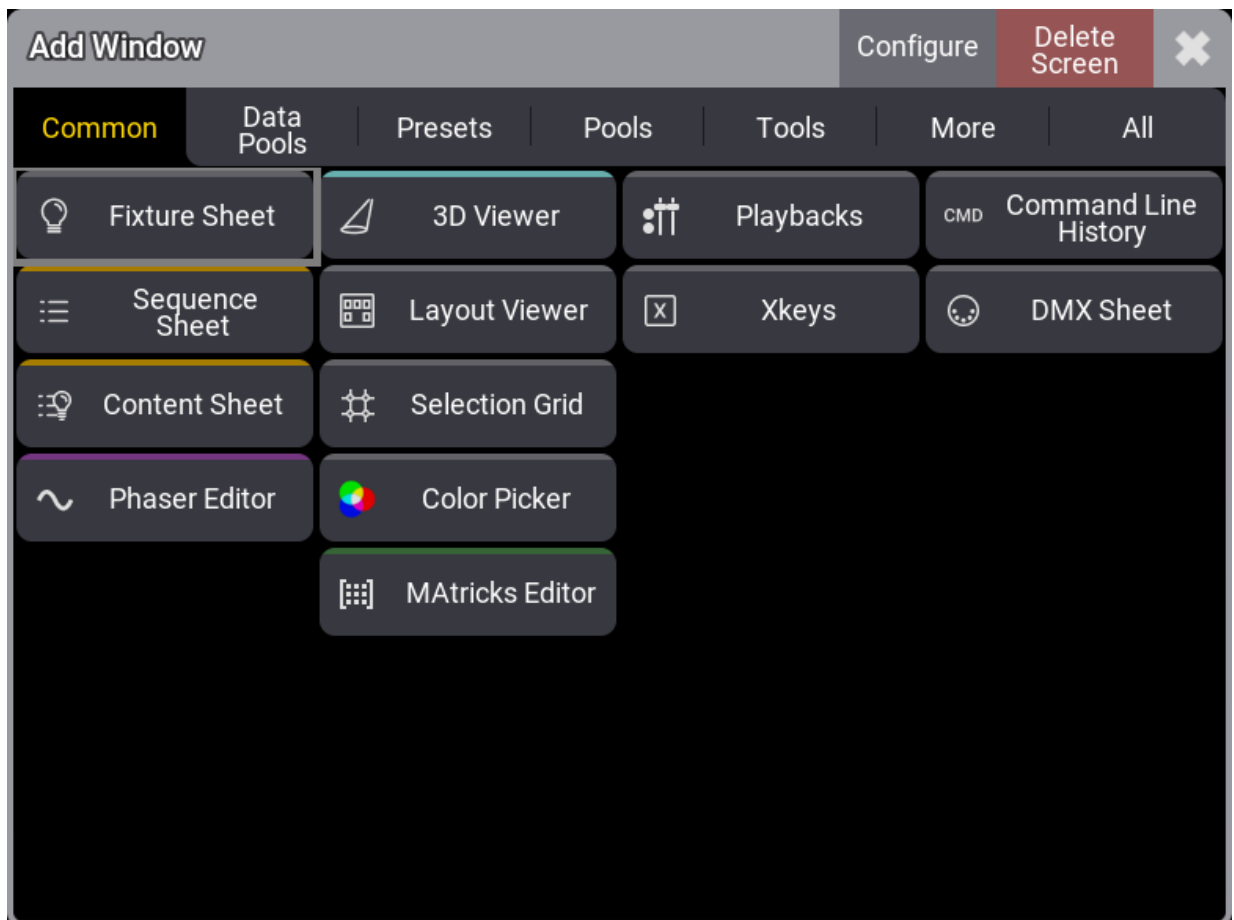 Add Window
Configure
Delete
Screen
Common
Data
Pools
Presets
Pools
Tools
More
All
Fixture Sheet
3D Viewer
Playbacks
CMD
Command Line
History
Sequence
Sheet
Layout Viewer
X
Xkeys
DMX Sheet
Content Sheet
Selection Grid
Phaser Editor
Color Picker
MAtricks Editor